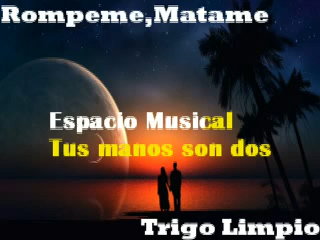 Rompeme,Matame
Espacio Musical
Tus manos son dos
Trigo Limpio